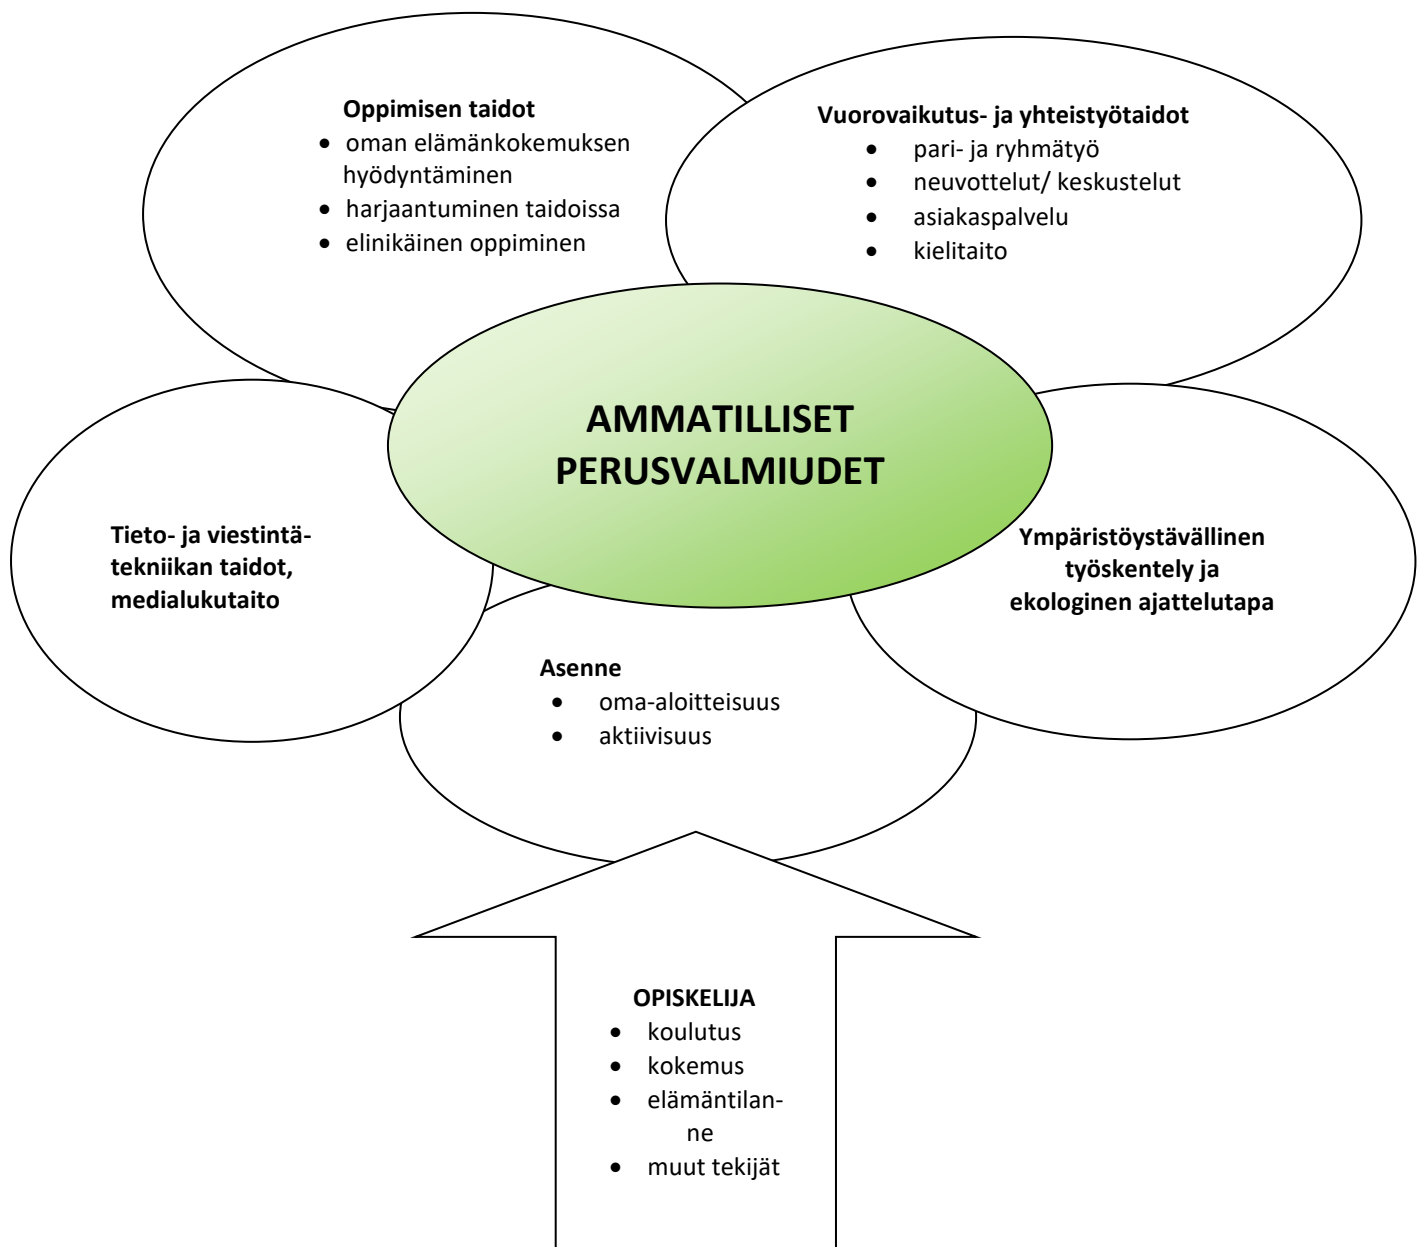 Oppimisen taidot
• oman elämänkokemuksen
hyödyntäminen
• harjaantuminen taidoissa
• elinikäinen oppiminen
Vuorovaikutus- ja yhteistyötaidot
• pari- ja ryhmätyö
• neuvottelut/ keskustelut
• asiakaspalvelu
• kielitaito
AMMATILLISET
PERUSVALMIUDET
Tieto- ja viestintä-
tekniikan taidot,
medialukutaito
Ympäristöystävällinen
työskentely ja
ekologinen ajattelutapa
Asenne
• oma-aloitteisuus
• aktiivisuus
OPISKELIJA
• koulutus
• kokemus
• elämäntilan-
ne
• muut tekijät